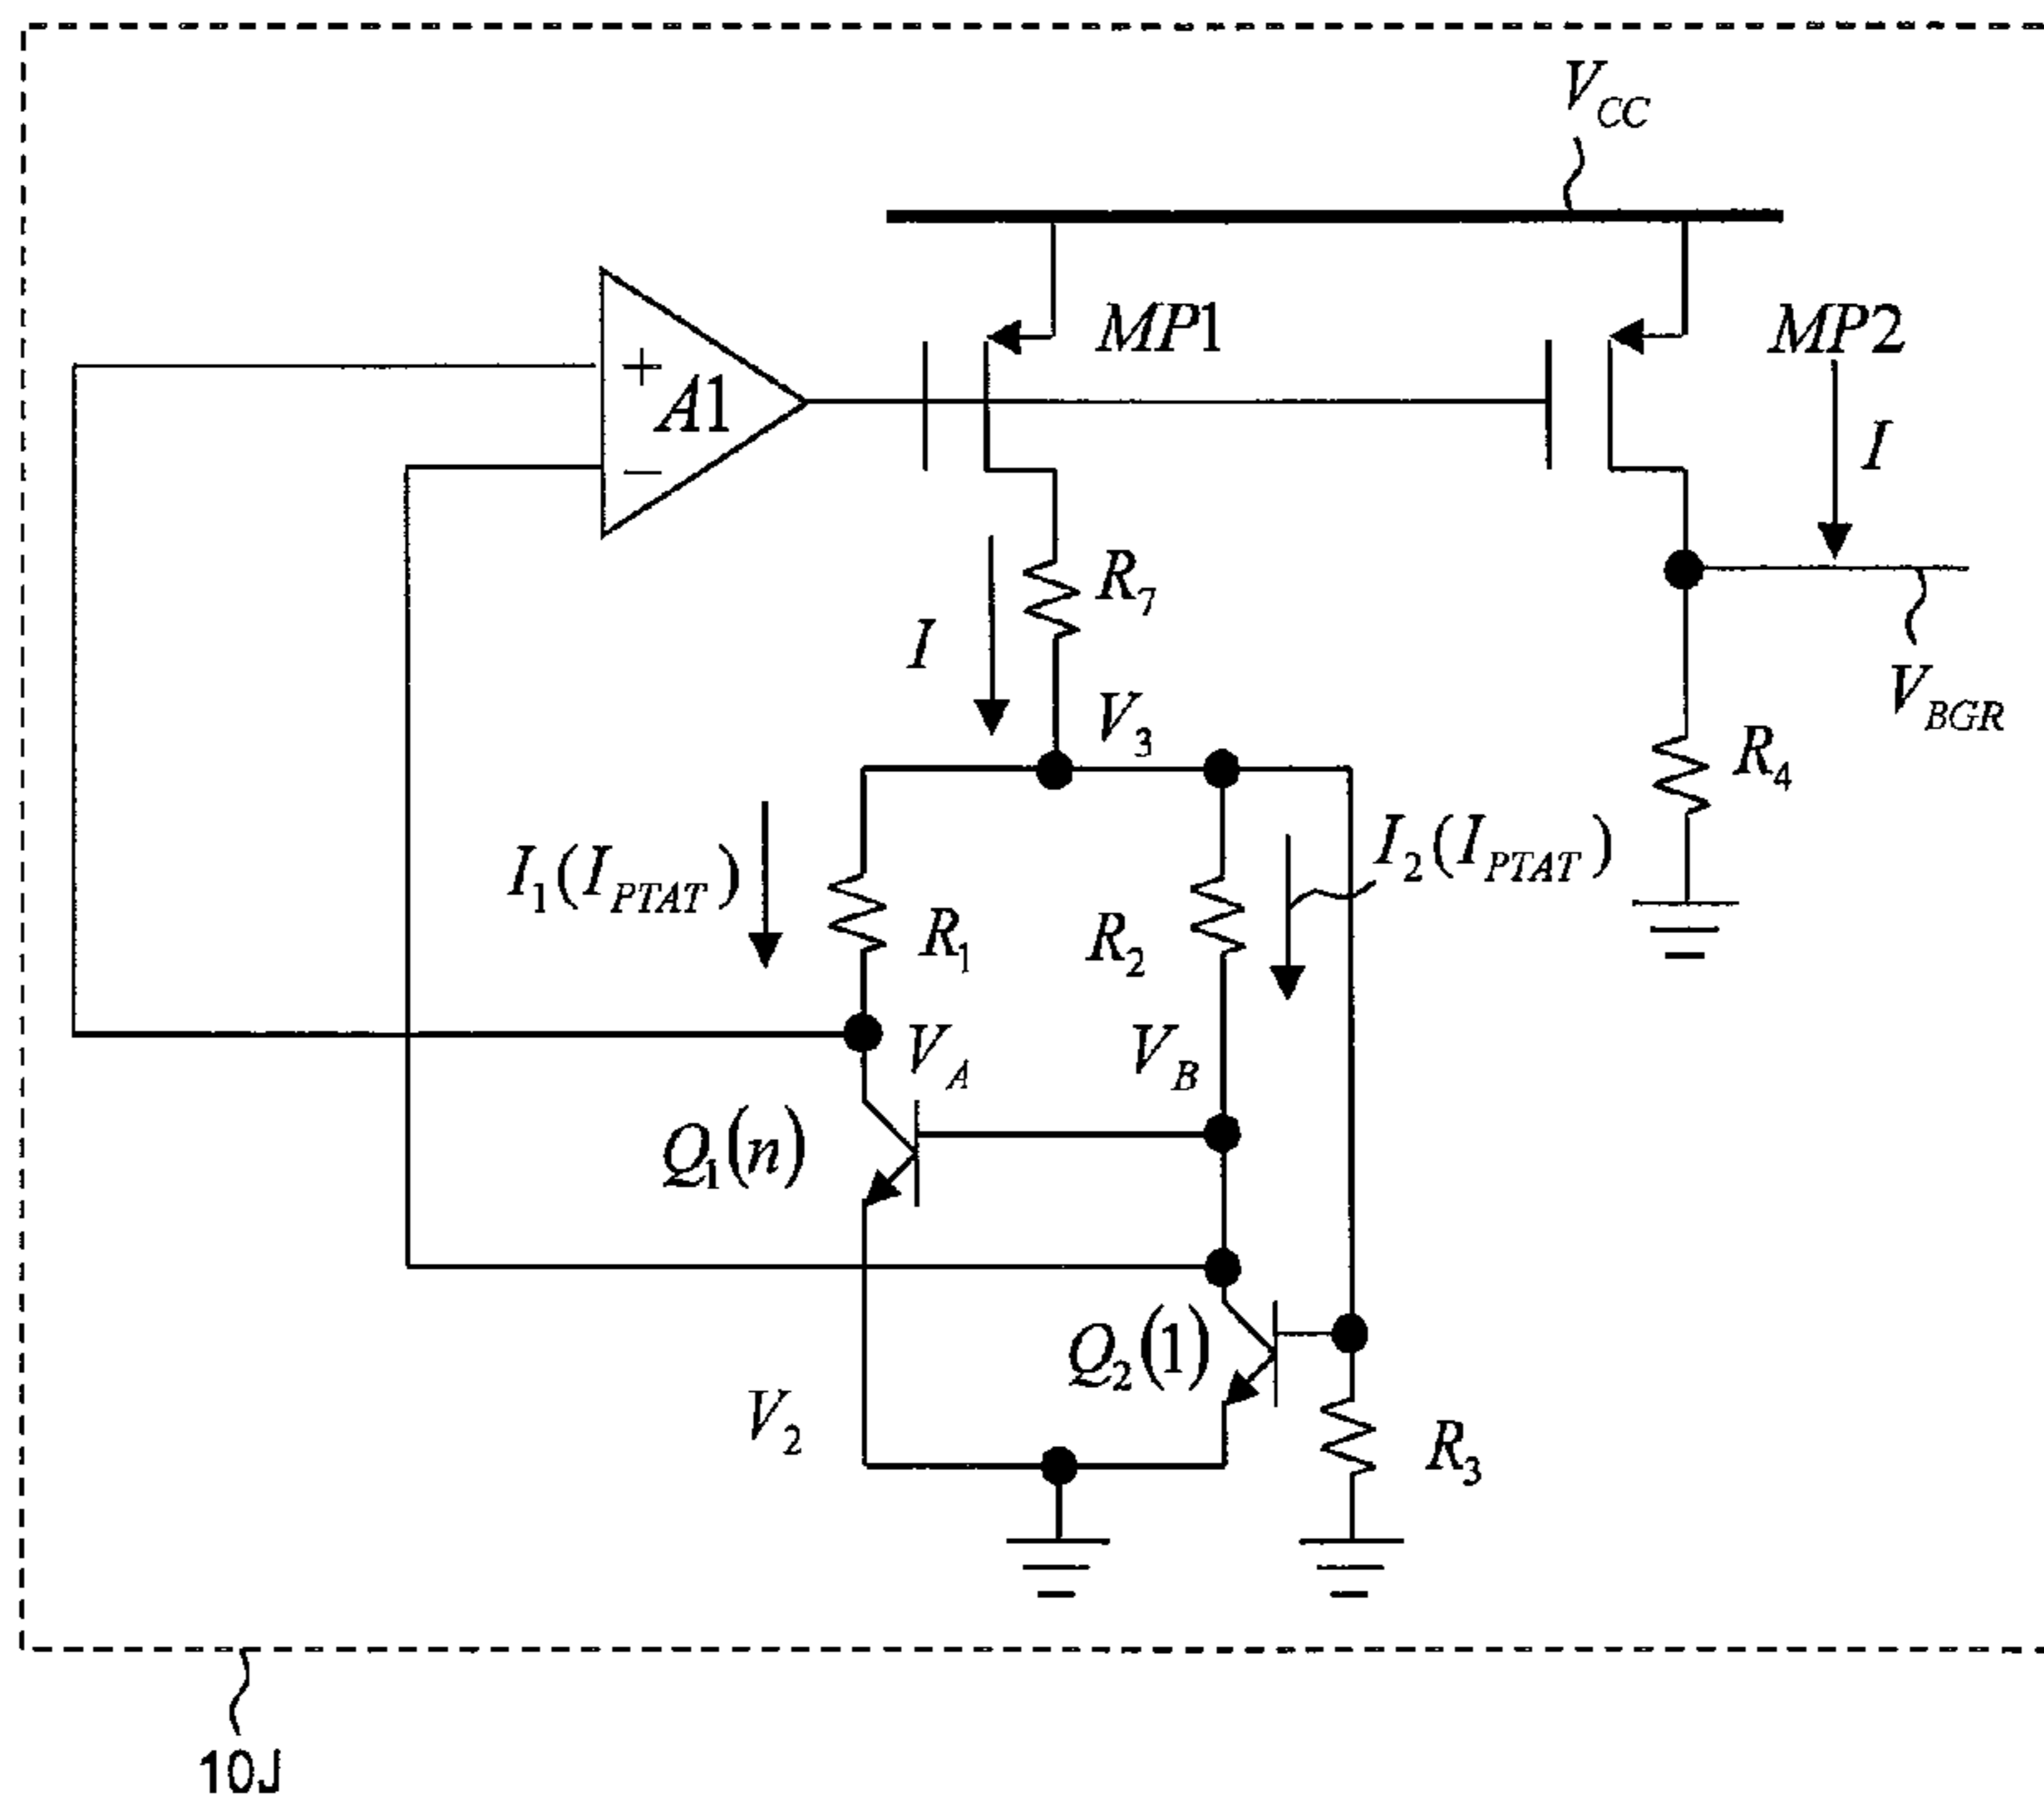 V_CC
MP1
MP2
+
A1
−
I
R_7
I
V_3
V_BGR
R_4
I_1(I_PTAT)
I_2(I_PTAT)
R_1
R_2
V_A
V_B
Q_1(n)
Q_2(1)
V_2
R_3
10J